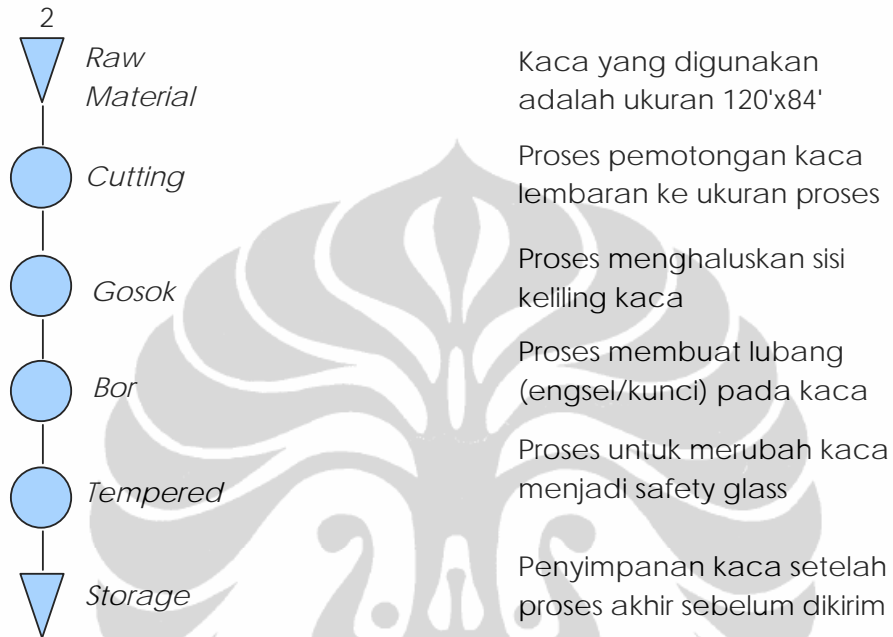 2
Raw
Material
Kaca yang digunakan
adalah ukuran 120'x84'
Cutting
Proses pemotongan kaca
lembaran ke ukuran proses
Gosok
Proses menghaluskan sisi
keliling kaca
Bor
Proses membuat lubang
(engsel/kunci) pada kaca
Tempered
Proses untuk merubah kaca
menjadi safety glass
Storage
Penyimpanan kaca setelah
proses akhir sebelum dikirim